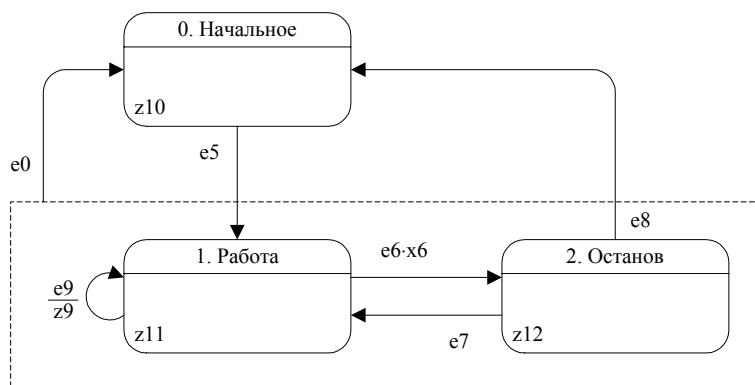 0. Начальное
z10
e0
e5
e8
1. Работа
e6·x6
2. Останов
e9
z9
z11
e7
z12